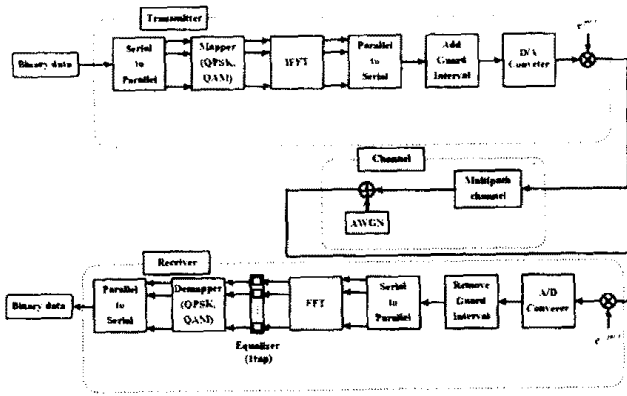 Transmitter
Binary data
Serial
to
Parallel
Mapper
(QPSK,
QAM)
IFFT
Parallel
to
Serial
Add
Guard
Interval
D/A
Conveter
Channel
Multipath
channel
AWGN
Receiver
Binary data
Parallel
to
Serial
Demapper
(QPSK,
QAM)
Equalizer
(1tap)
FFT
Serial
to
Parallel
Remove
Guard
Interval
A/D
Converer